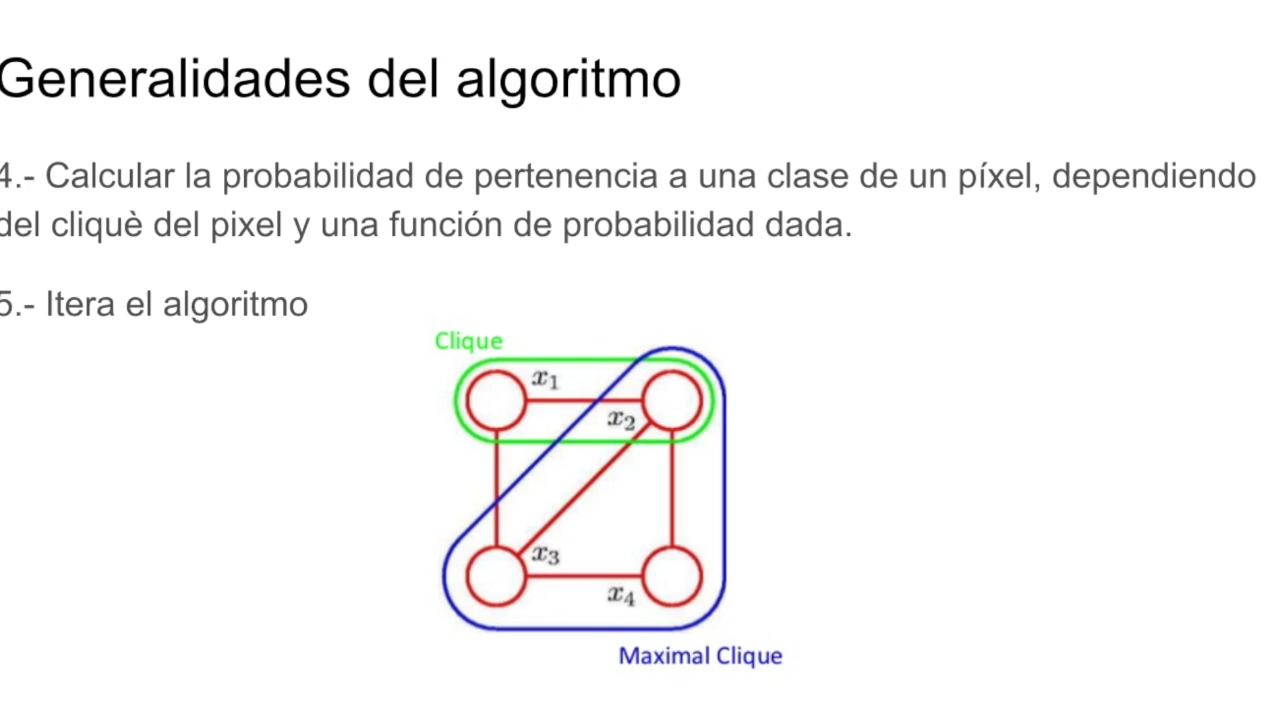 Generalidades del algoritmo
4.- Calcular la probabilidad de pertenencia a una clase de un píxel, dependiendo
del cliquè del pixel y una función de probabilidad dada.
5.- Itera el algoritmo
Clique
x1
x2
x3
x4
Maximal Clique